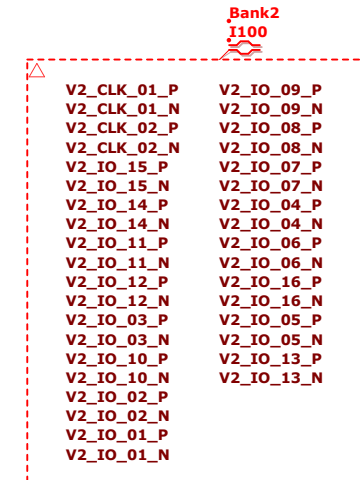 Bank2
I100
V2_CLK_01_P V2_IO_09_P
V2_CLK_01_N V2_IO_09_N
V2_CLK_02_P V2_IO_08_P
V2_CLK_02_N V2_IO_08_N
V2_IO_15_P V2_IO_07_P
V2_IO_15_N V2_IO_07_N
V2_IO_14_P V2_IO_04_P
V2_IO_14_N V2_IO_04_N
V2_IO_11_P V2_IO_06_P
V2_IO_11_N V2_IO_06_N
V2_IO_12_P V2_IO_16_P
V2_IO_12_N V2_IO_16_N
V2_IO_03_P V2_IO_05_P
V2_IO_03_N V2_IO_05_N
V2_IO_10_P V2_IO_13_P
V2_IO_10_N V2_IO_13_N
V2_IO_02_P
V2_IO_02_N
V2_IO_01_P
V2_IO_01_N